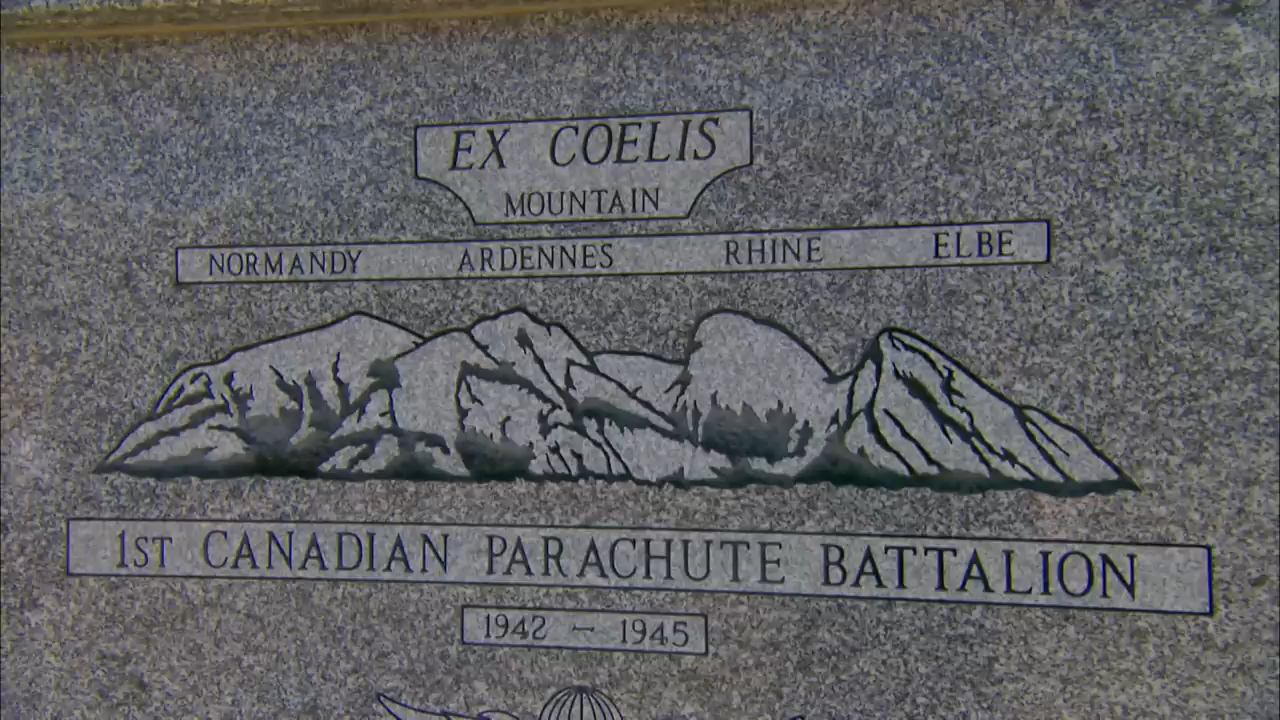 EX COELIS
MOUNTAIN
NORMANDY ARDENNES RHINE ELBE
1ST CANADIAN PARACHUTE BATTALION
1942 - 1945